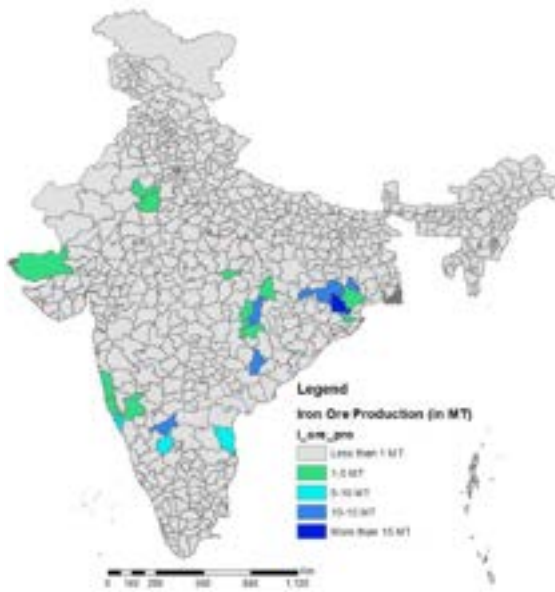 Legend
Iron Ore Production (in MT)
I_ore_pro
Less than 1 MT
1-5 MT
5-10 MT
10-15 MT
More than 15 MT